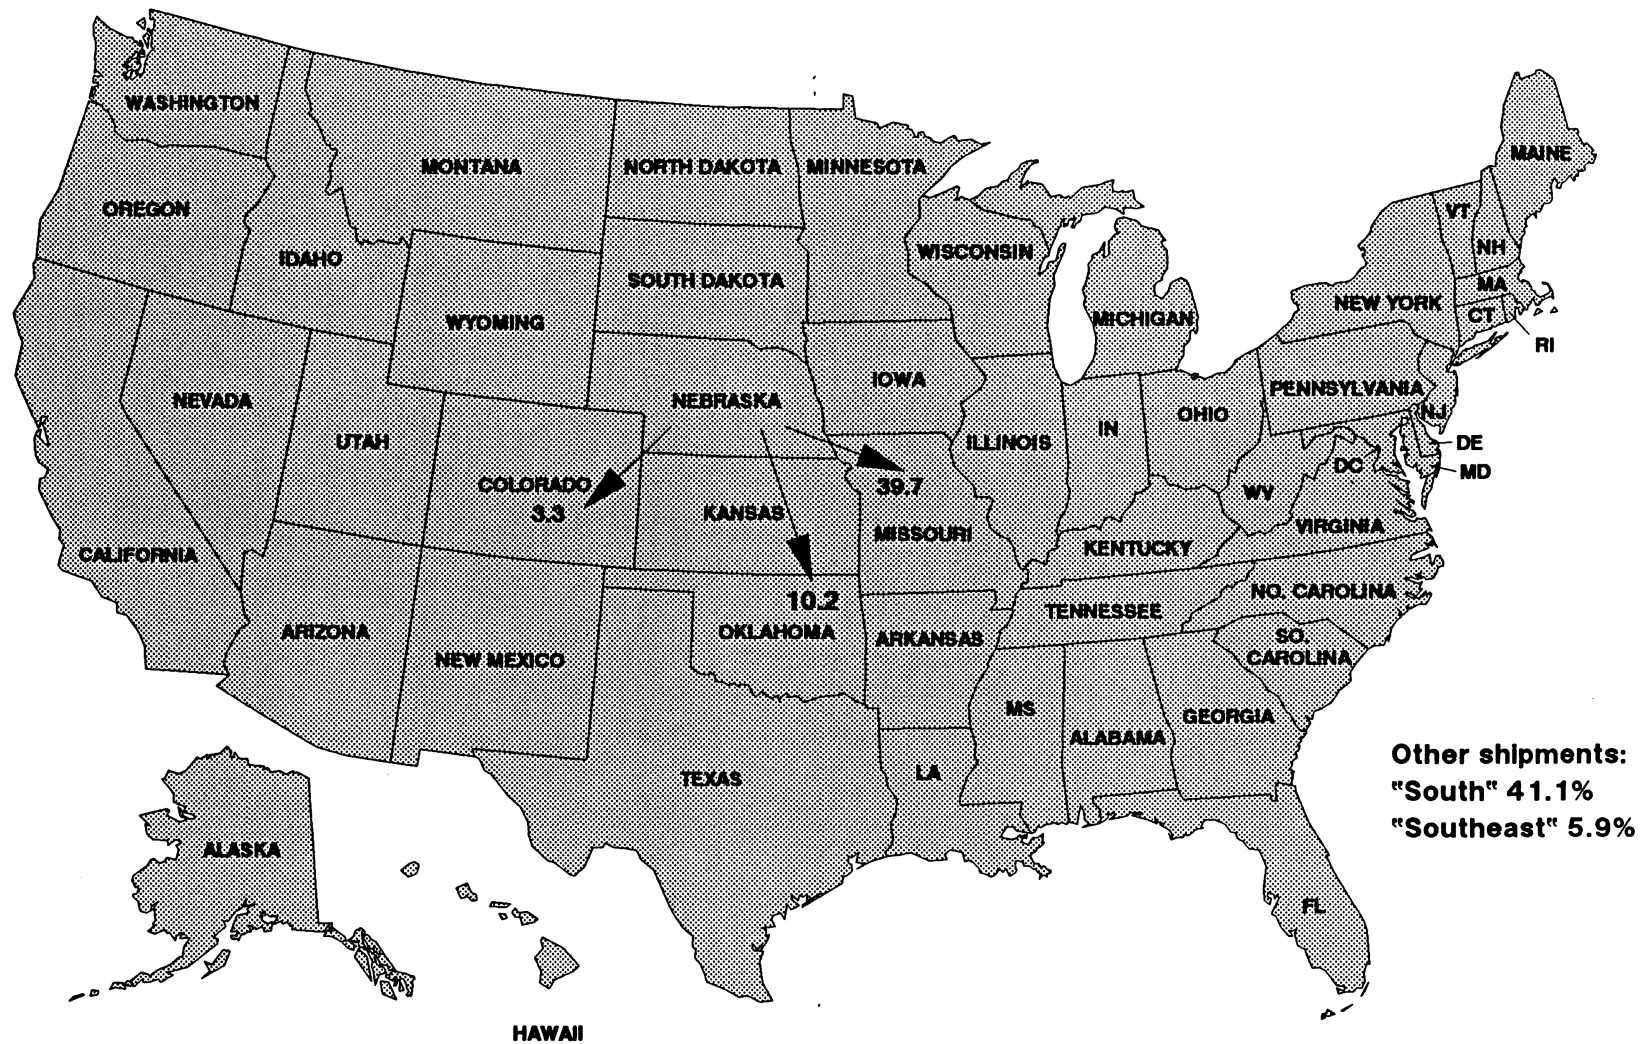 WASHINGTON
MONTANA
NORTH DAKOTA
MINNESOTA
MAINE
OREGON
IDAHO
WISCONSIN
VT
NH
SOUTH DAKOTA
MA
NEW YORK
WYOMING
MICHIGAN
CT
RI
IOWA
PENNSYLVANIA
NEVADA
NEBRASKA
OHIO
NJ
UTAH
IN
ILLINOIS
DE
DC
MD
COLORADO
3.3
39.7
WV
KANSAS
MISSOURI
VIRGINIA
CALIFORNIA
KENTUCKY
10.2
NO. CAROLINA
TENNESSEE
ARIZONA
OKLAHOMA
ARKANSAS
SO.
CAROLINA
NEW MEXICO
MS
GEORGIA
ALABAMA
TEXAS
LA
Other shipments:
"South" 41.1%
"Southeast" 5.9%
ALASKA
FL
HAWAII